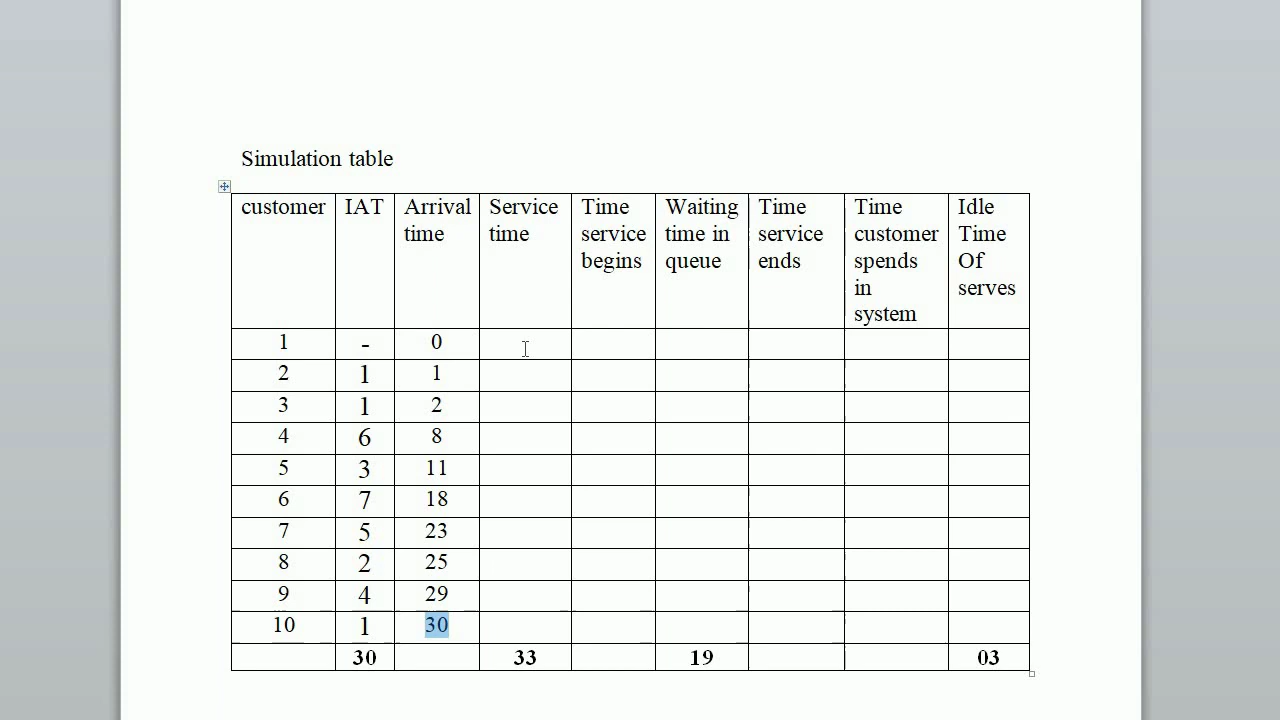 Simulation table
customer IAT Arrival time Service time Time service begins Waiting time in queue Time service ends Time customer spends in system Idle Time Of serves
1 - 0
2 1 1
3 1 2
4 6 8
5 3 11
6 7 18
7 5 23
8 2 25
9 4 29
10 1 30
30 33 19 03